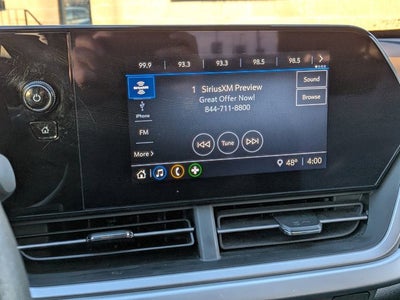 99.9 93.3 93.3 98.5 98.5
SIRIUSXM
1 SiriusXM Preview
Sound
Great Offer Now!
Browse
844-711-8800
iPhone
FM
Tune
More
48° 4:00